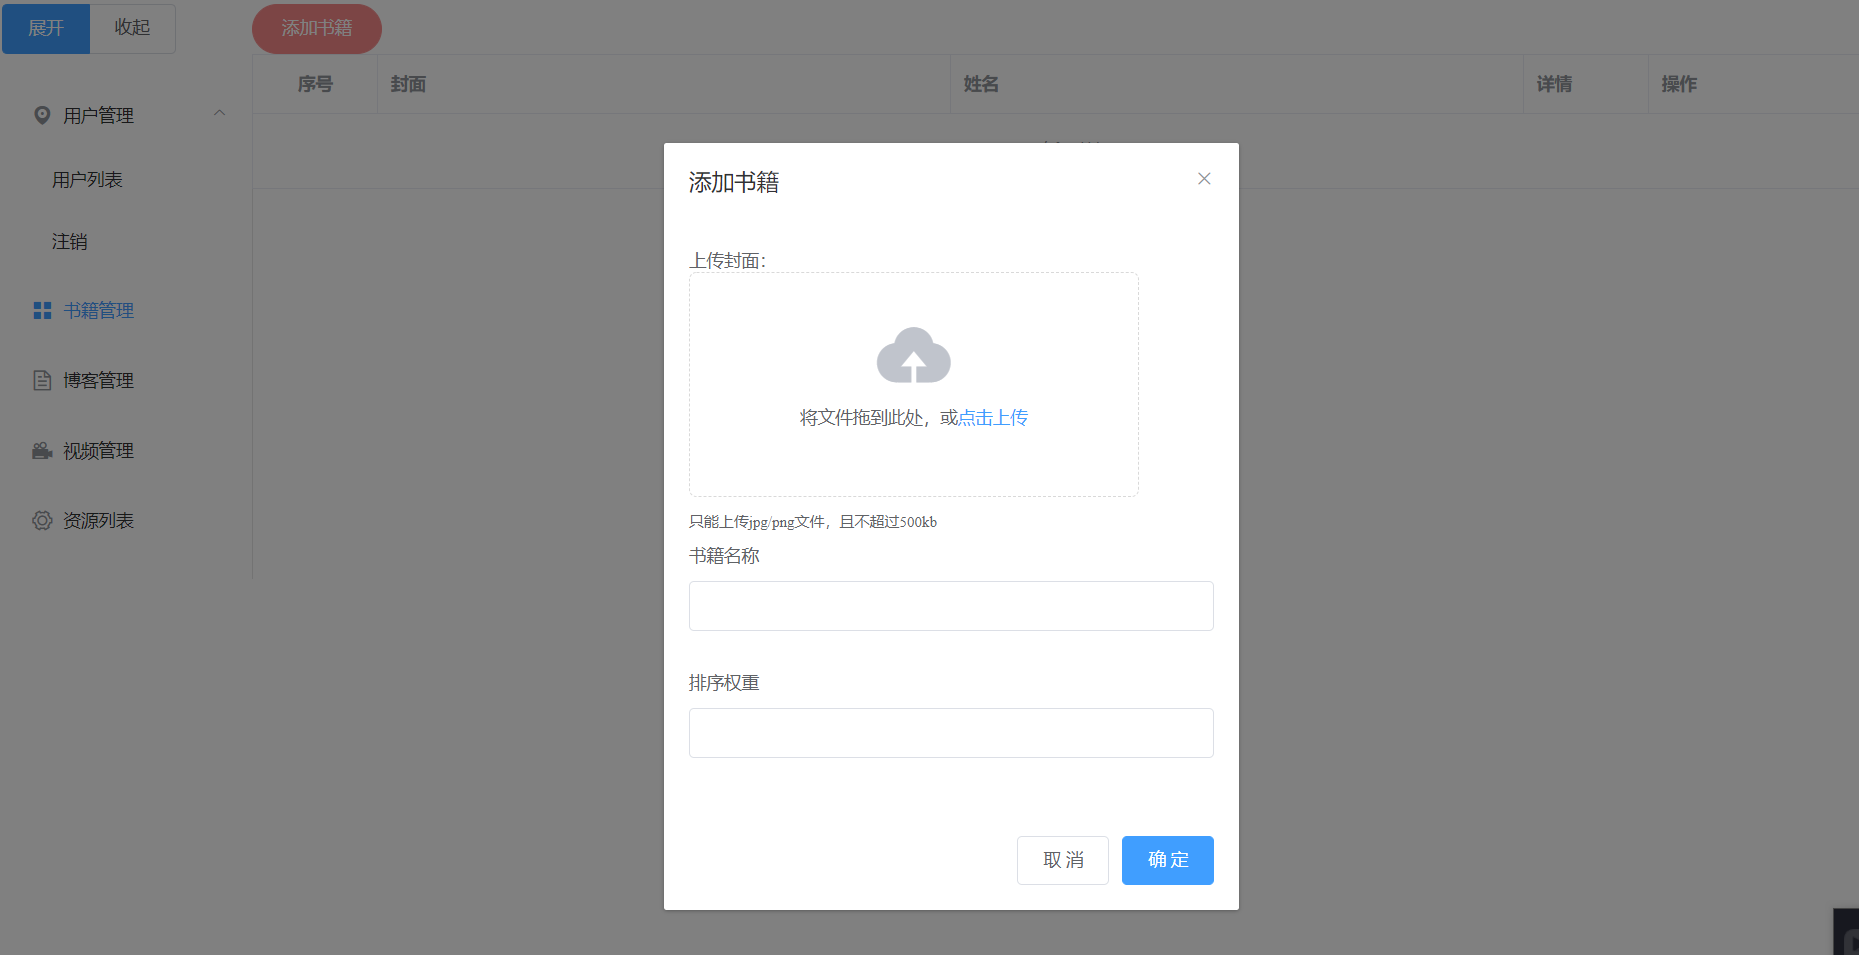 展开 收起 添加书籍
序号 封面 姓名 详情 操作
用户管理
用户列表
注销
书籍管理
博客管理
视频管理
资源列表
添加书籍
上传封面：
将文件拖到此处，或点击上传
只能上传jpg/png文件，且不超过500kb
书籍名称
排序权重
取 消 确 定